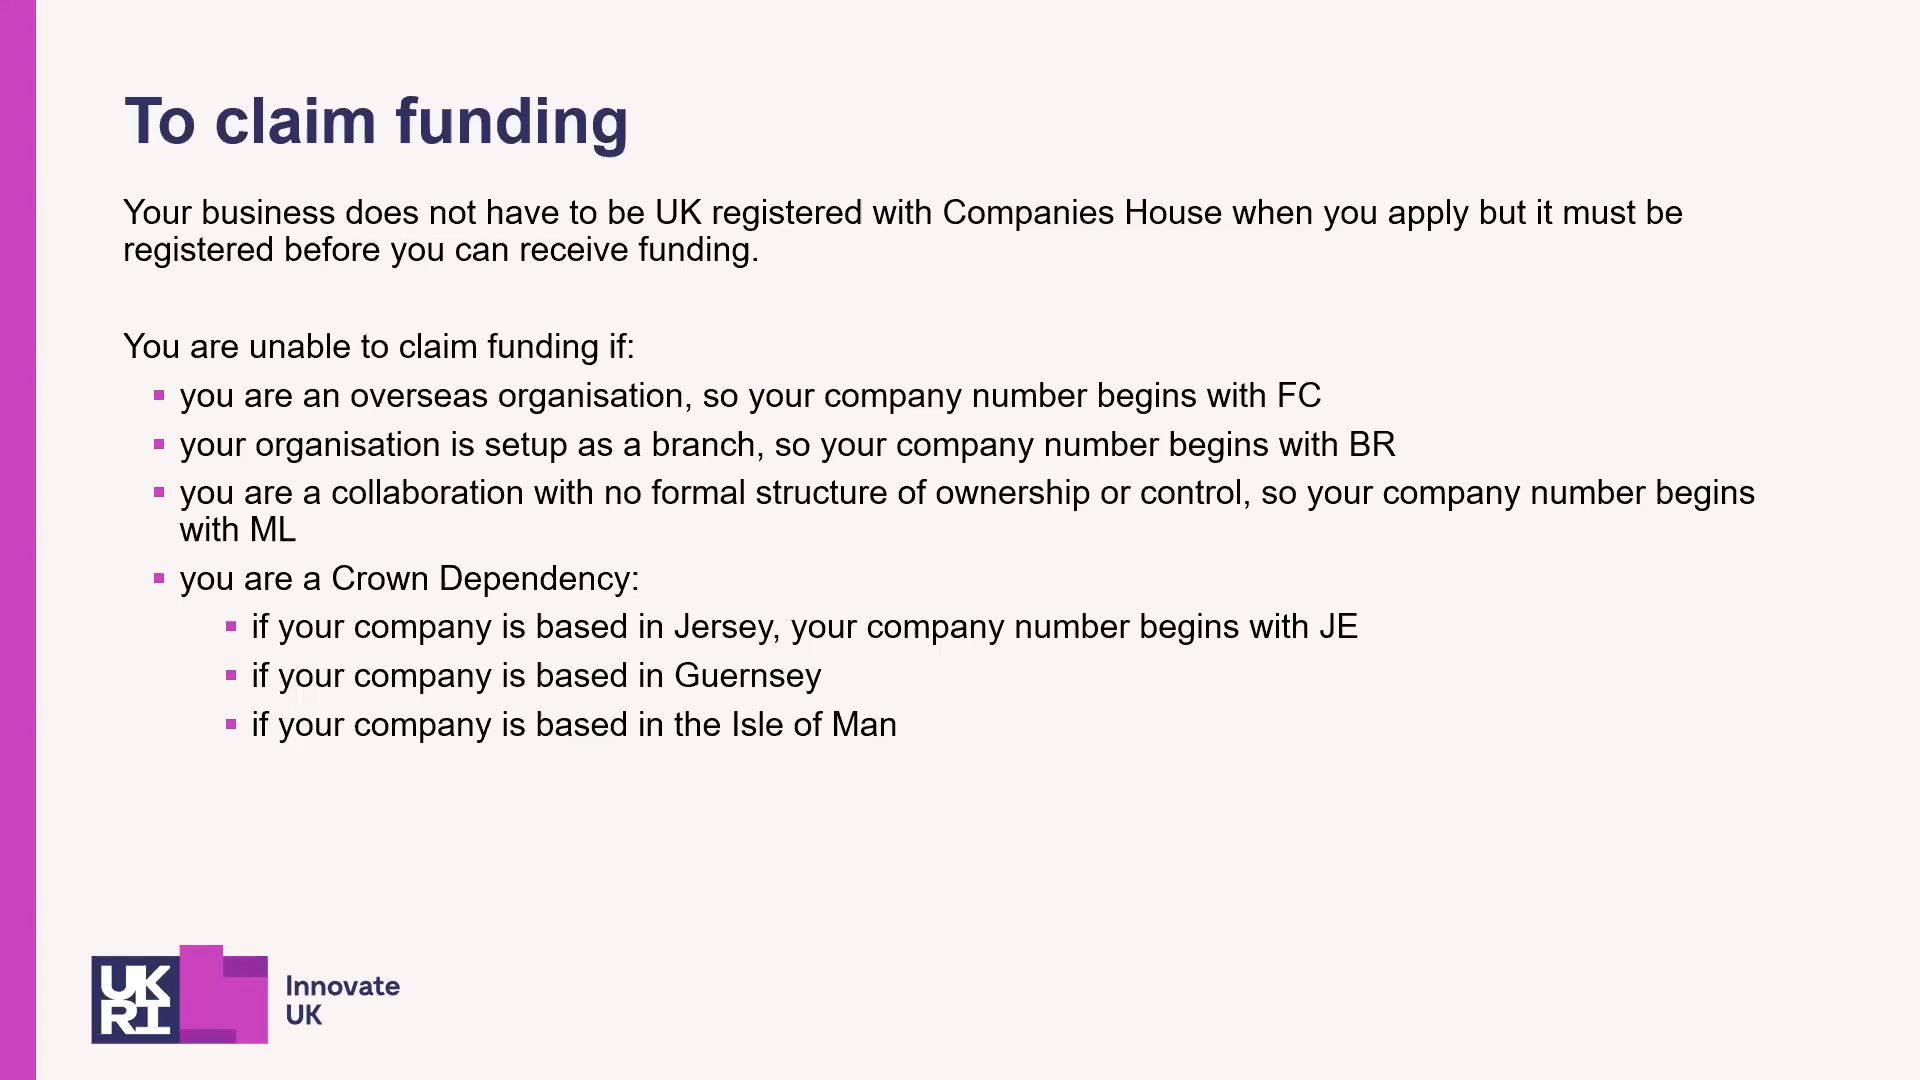 To claim funding
Your business does not have to be UK registered with Companies House when you apply but it must be
registered before you can receive funding.
You are unable to claim funding if:
you are an overseas organisation, so your company number begins with FC
your organisation is setup as a branch, so your company number begins with BR
you are a collaboration with no formal structure of ownership or control, so your company number begins
with ML
you are a Crown Dependency:
if your company is based in Jersey, your company number begins with JE
if your company is based in Guernsey
if your company is based in the Isle of Man
UK
RI
Innovate
UK